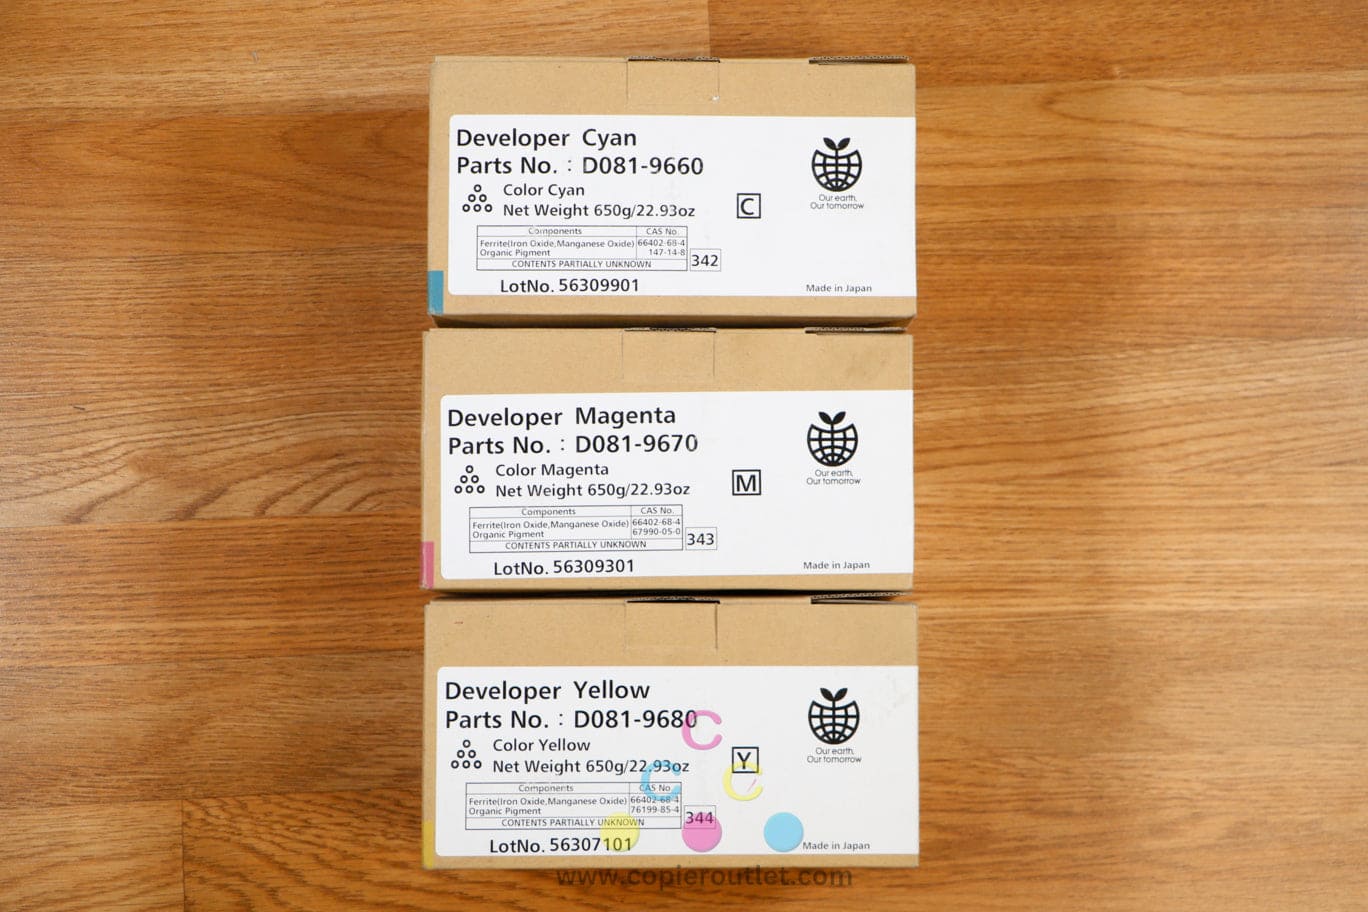 Developer Cyan
Parts No. : D081-9660
Color Cyan
Net Weight 650g/22.93oz
C
Our earth,
Our tomorrow
Components CAS No.
Ferrite(Iron Oxide,Manganese Oxide) 66402-68-4
Organic Pigment 147-14-8
CONTENTS PARTIALLY UNKNOWN
342
LotNo. 56309901
Made in Japan
Developer Magenta
Parts No. : D081-9670
Color Magenta
Net Weight 650g/22.93oz
M
Our earth,
Our tomorrow
Components CAS No.
Ferrite(Iron Oxide,Manganese Oxide) 66402-68-4
Organic Pigment 67990-05-0
CONTENTS PARTIALLY UNKNOWN
343
LotNo. 56309301
Made in Japan
Developer Yellow
Parts No. : D081-9680
C
Color Yellow
Net Weight 650g/22.93oz
Y
Our earth,
Our tomorrow
C C
Components CAS No.
Ferrite(Iron Oxide,Manganese Oxide) 66402-68-4
Organic Pigment 76199-85-4
CONTENTS PARTIALLY UNKNOWN
344
LotNo. 56307101
Made in Japan
www.copieroutlet.com